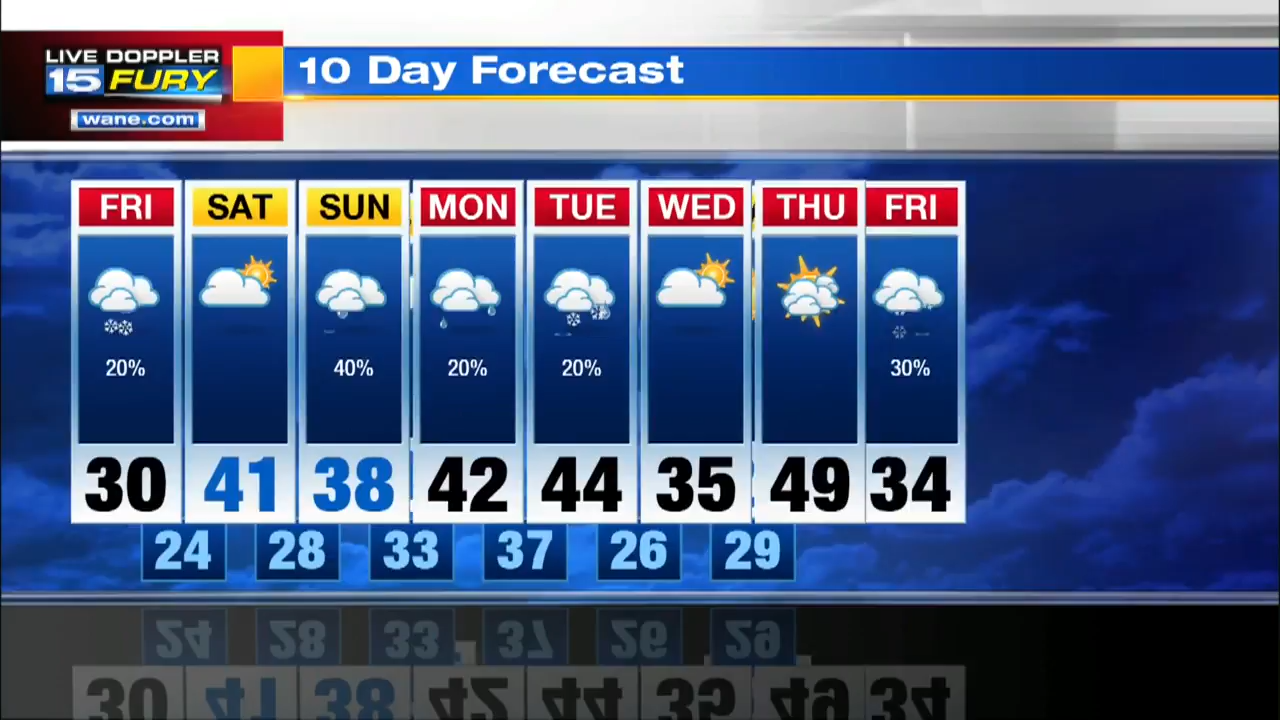 LIVE DOPPLER
15 FURY
wane.com
10 Day Forecast
FRI SAT SUN MON TUE WED THU FRI
20% 40% 20% 20% 30%
30 41 38 42 44 35 49 34
24 28 33 37 26 29